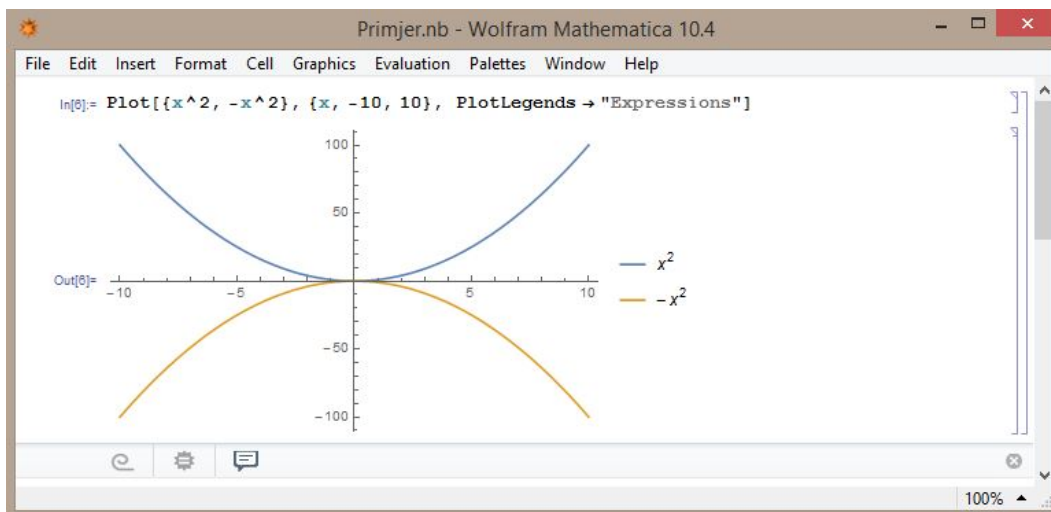 Primjer.nb - Wolfram Mathematica 10.4
File Edit Insert Format Cell Graphics Evaluation Palettes Window Help
In[6]:= Plot[{x^2, -x^2}, {x, -10, 10}, PlotLegends → "Expressions"]
100
50
x²
Out[6]=
-10 -5 5 10
-x²
-50
-100
100%